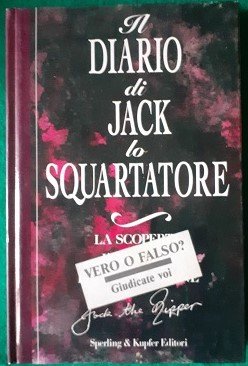 Il
DIARIO
di
JACK
lo
SQUARTATORE
LA SCOPERT
VERO O FALSO?
Giudicate voi
Jack the Ripper
Sperling & Kupfer Editori